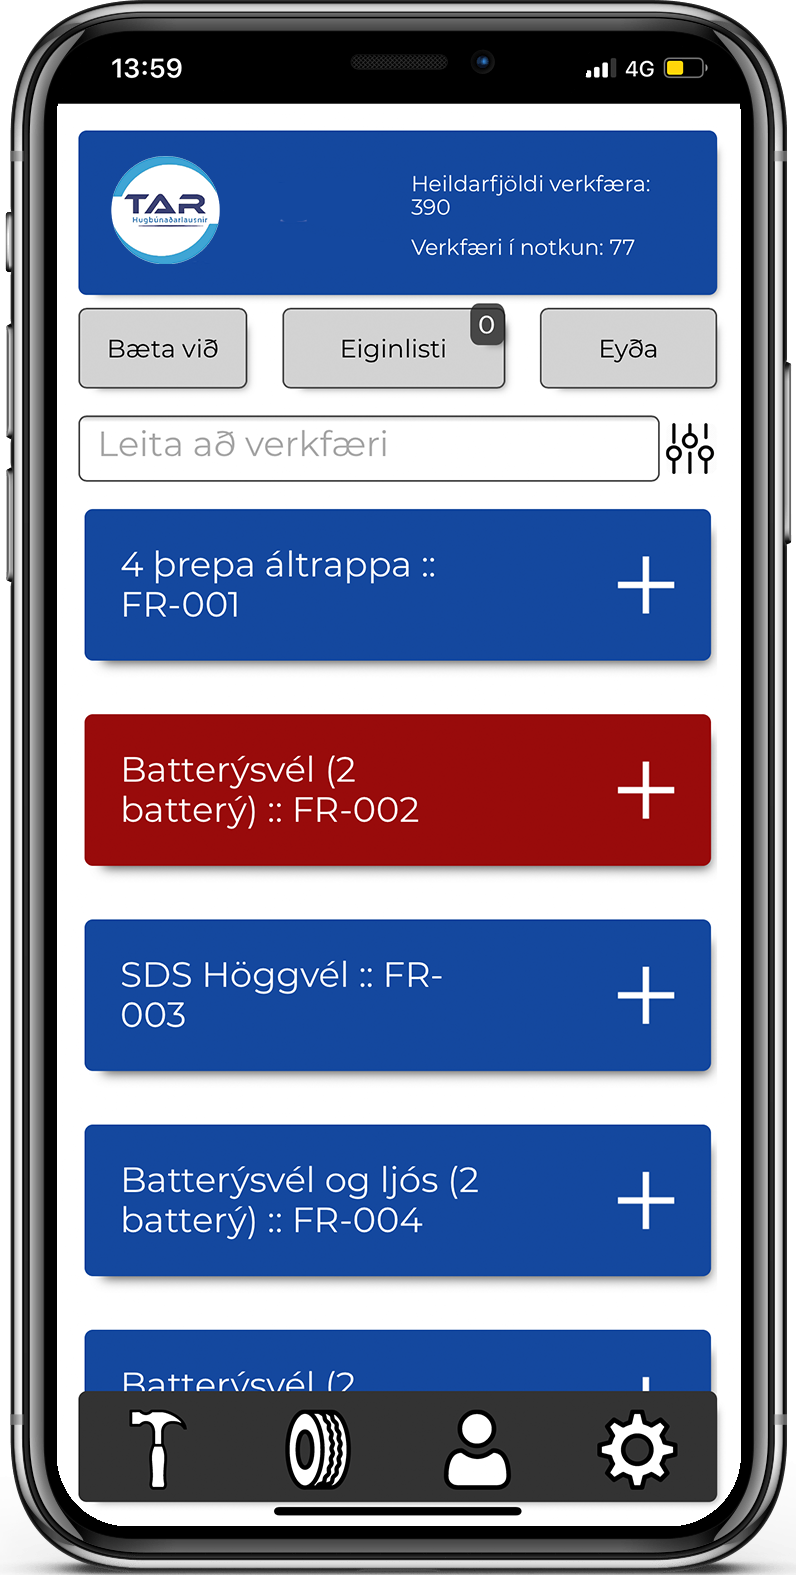 13:59
4G
TAR
Hugbúnaðarlausnir
Heildarfjöldi verkfæra:
390
Verkfæri í notkun: 77
Bæta við
Eiginlisti
0
Eyða
Leita að verkfæri
4 þrepa áltrappa ::
FR-001
Batterýsvél (2
batterý) :: FR-002
SDS Höggvél :: FR-
003
Batterýsvél og ljós (2
batterý) :: FR-004
Batterýsvél (2